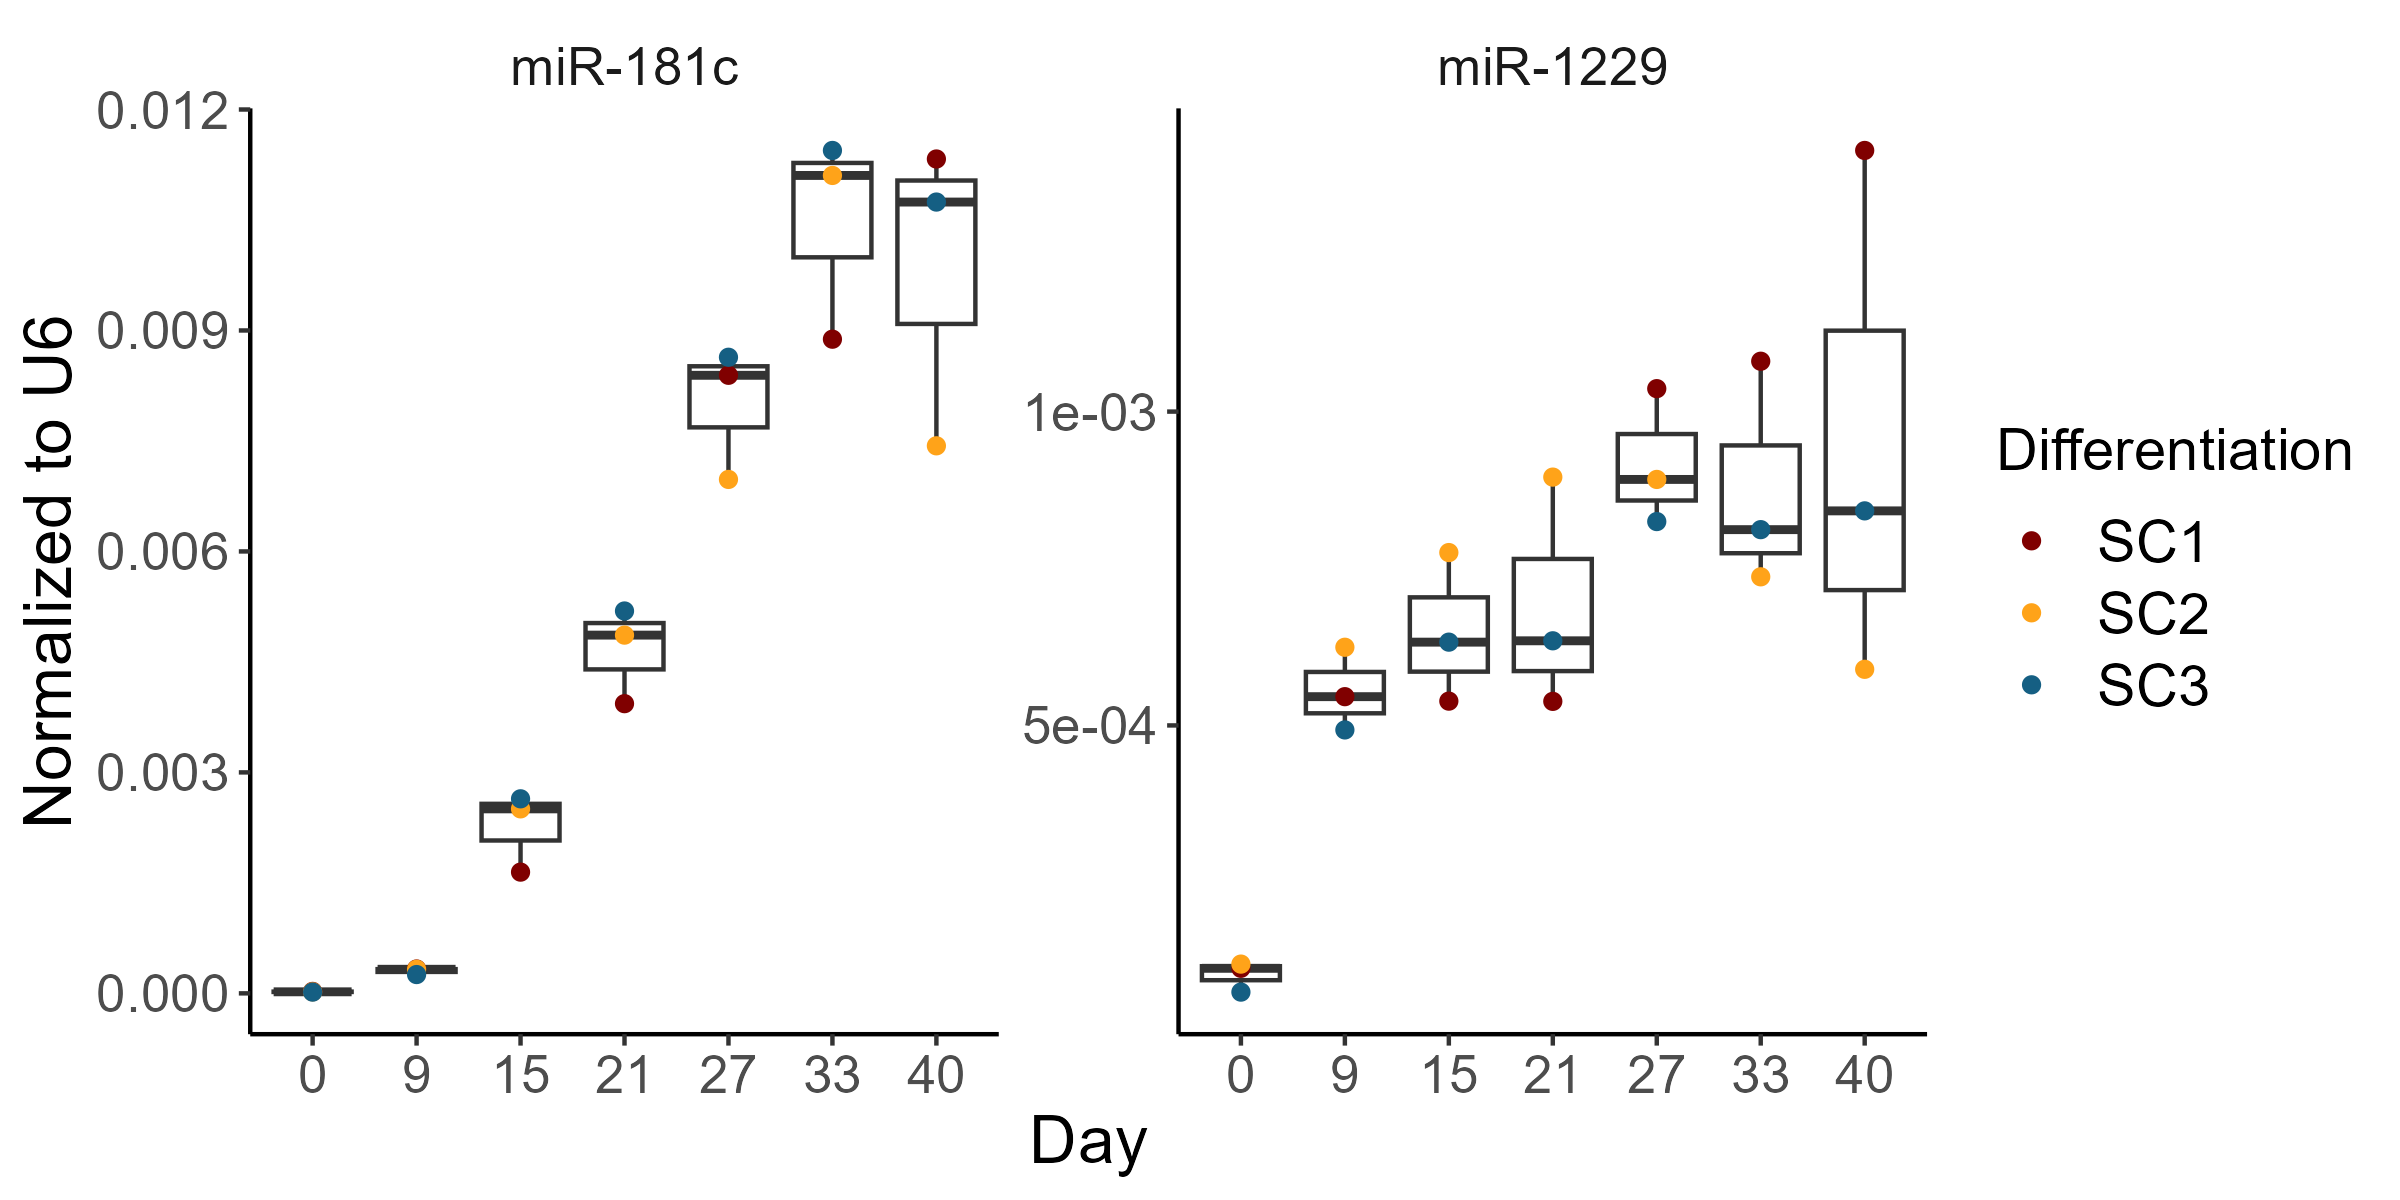 miR-181c
miR-1229
Normalized to U6
0.012
0.009
0.006
0.003
0.000
1e-03
5e-04
0 9 15 21 27 33 40
0 9 15 21 27 33 40
Day
Differentiation
SC1
SC2
SC3